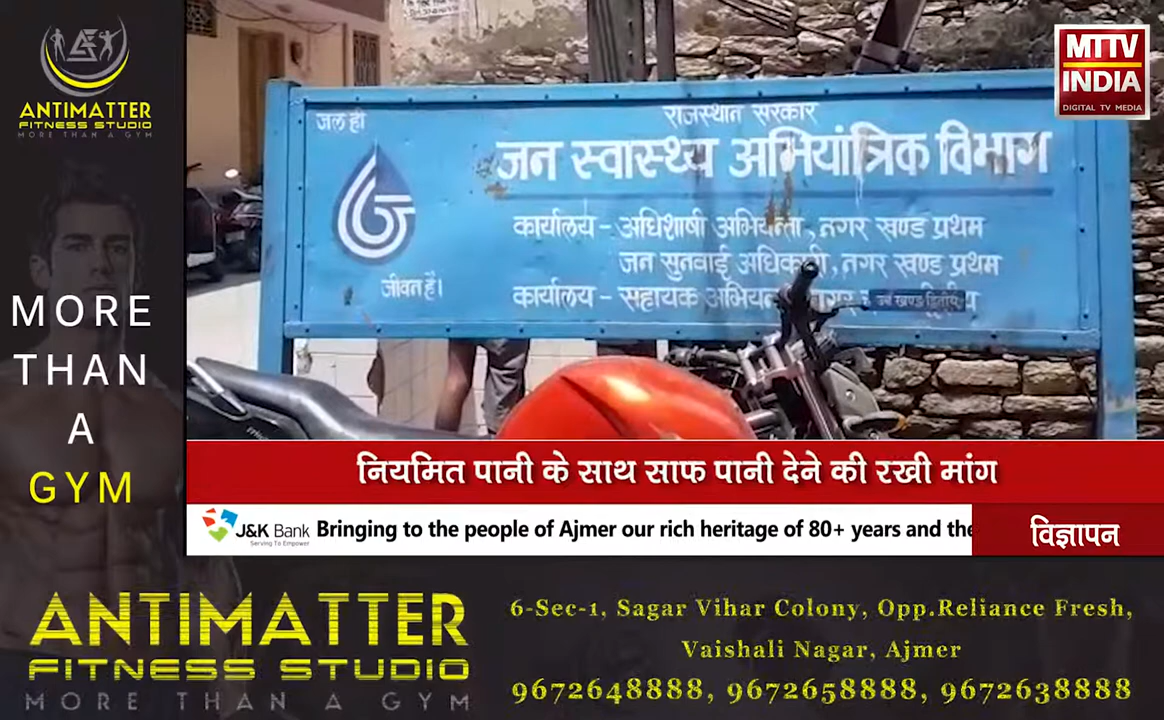 ANTIMATTER
FITNESS STUDIO
MORE THAN A GYM
MORE
THAN
A
GYM
MTTV
INDIA
DIGITAL TV MEDIA
जल ही
जीवन है।
राजस्थान सरकार
जन स्वास्थ्य अभियांत्रिक विभाग
कार्यालय - अधिशाषी अभियन्ता, नगर खण्ड प्रथम
जन सुनवाई अधिकारी, नगर खण्ड प्रथम
कार्यालय - सहायक नगर
नियमित पानी के साथ साफ पानी देने की रखी मांग
J&K Bank
Serving To Empower
Bringing to the people of Ajmer our rich heritage of 80+ years and the
विज्ञापन
ANTIMATTER
FITNESS STUDIO
MORE THAN A GYM
6-Sec-1, Sagar Vihar Colony, Opp.Reliance Fresh,
Vaishali Nagar, Ajmer
9672648888, 9672658888, 9672638888